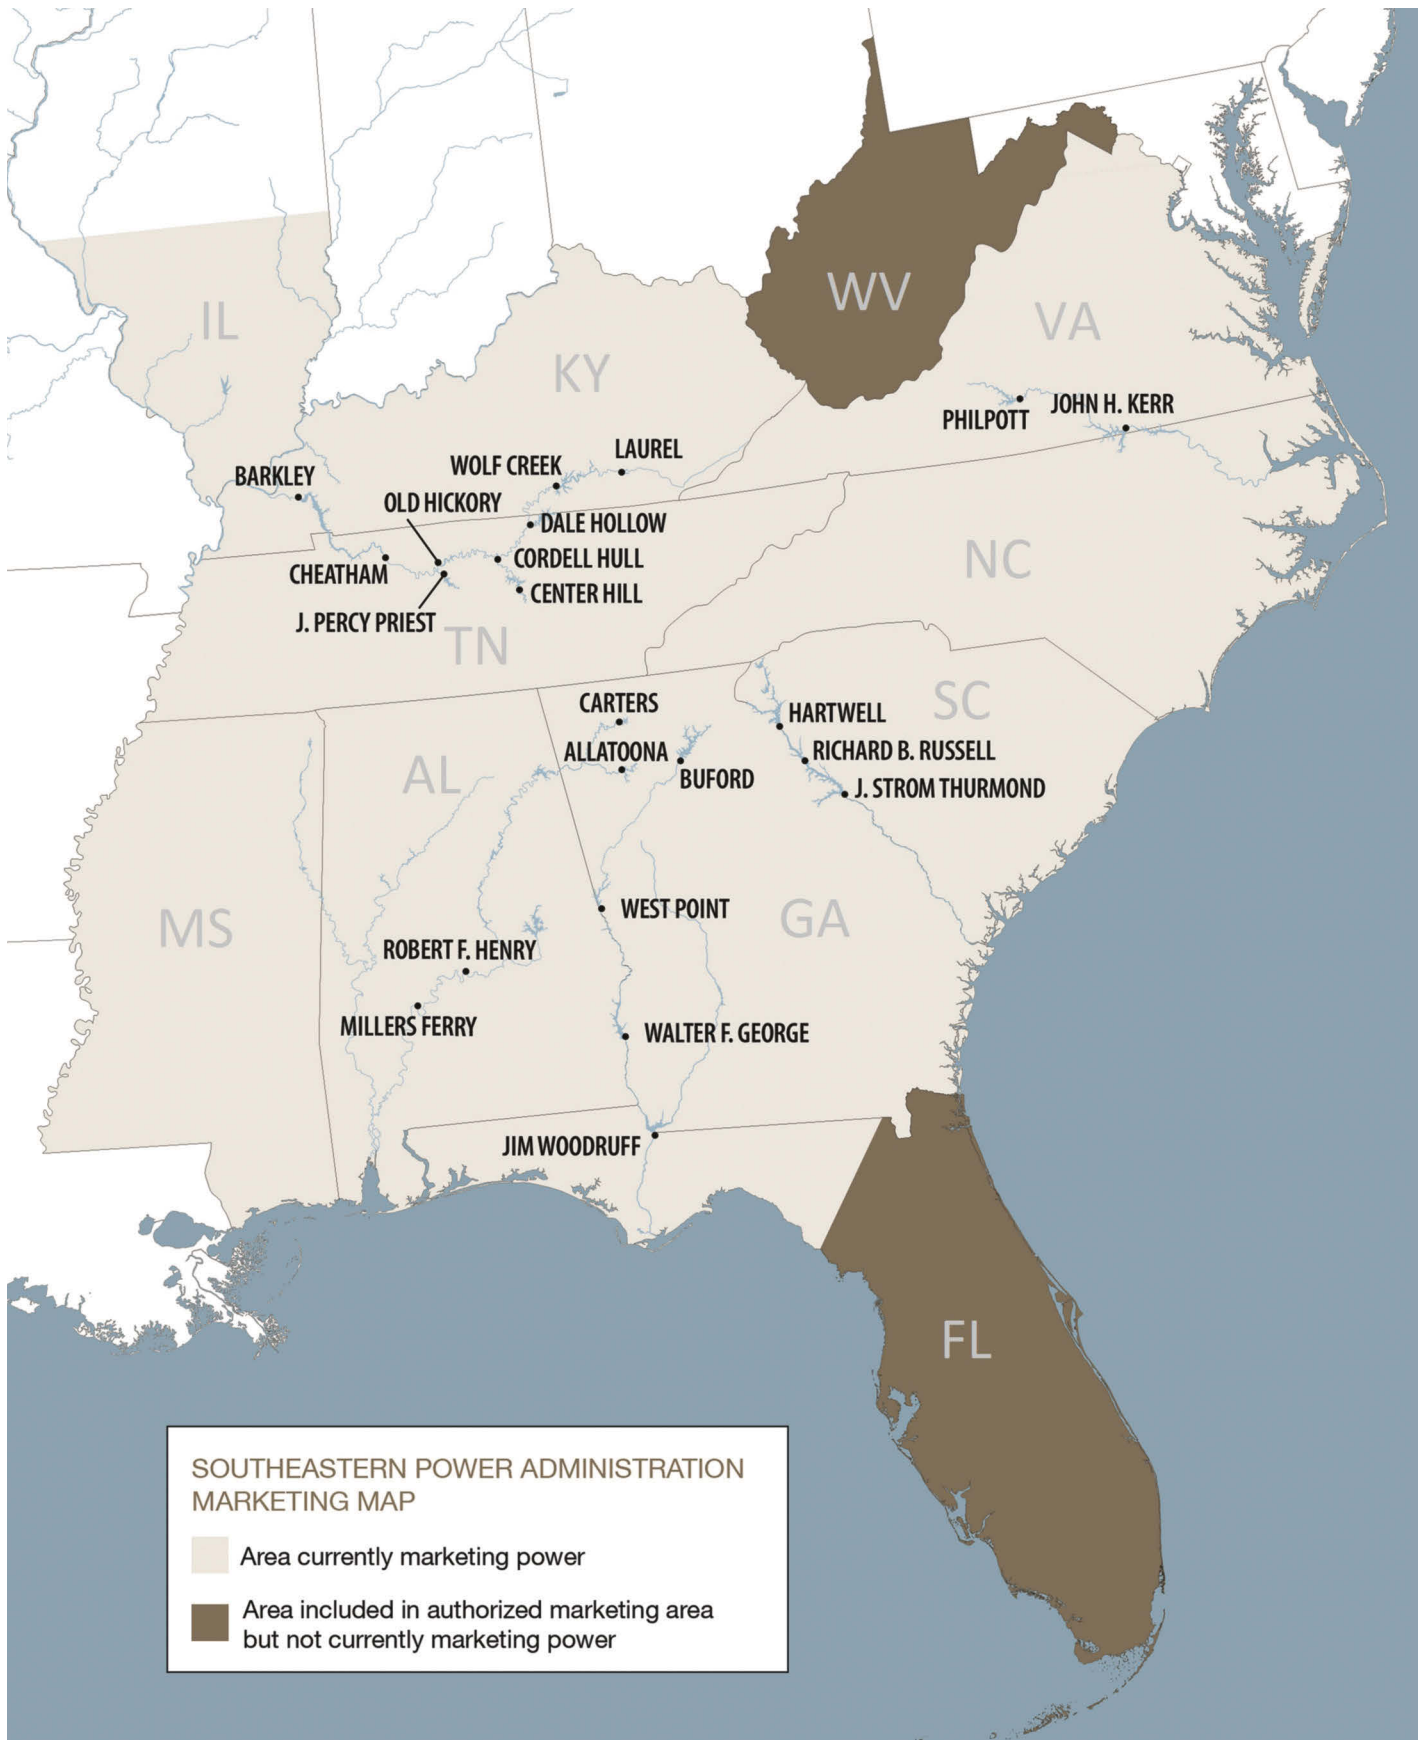 WV
IL
VA
KY
PHILPOTT
JOHN H. KERR
LAUREL
WOLF CREEK
BARKLEY
OLD HICKORY
DALE HOLLOW
CORDELL HULL
CHEATHAM
CENTER HILL
J. PERCY PRIEST
NC
TN
CARTERS
SC
HARTWELL
ALLATOONA
RICHARD B. RUSSELL
AL
BUFORD
J. STROM THURMOND
WEST POINT
GA
MS
ROBERT F. HENRY
MILLERS FERRY
WALTER F. GEORGE
JIM WOODRUFF
FL
SOUTHEASTERN POWER ADMINISTRATION
MARKETING MAP
Area currently marketing power
Area included in authorized marketing area
but not currently marketing power